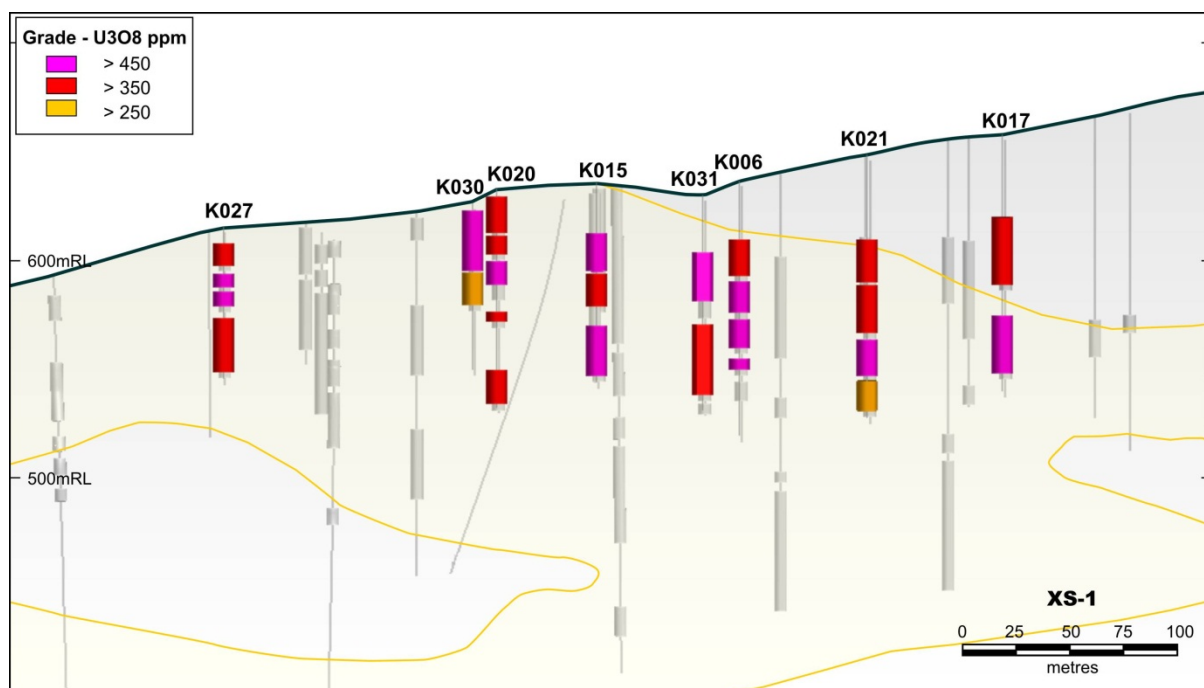 Grade - U3O8 ppm
> 450
> 350
> 250
K027
K030
K020
K015
K031
K006
K021
K017
600mRL
500mRL
XS-1
0 25 50 75 100
metres